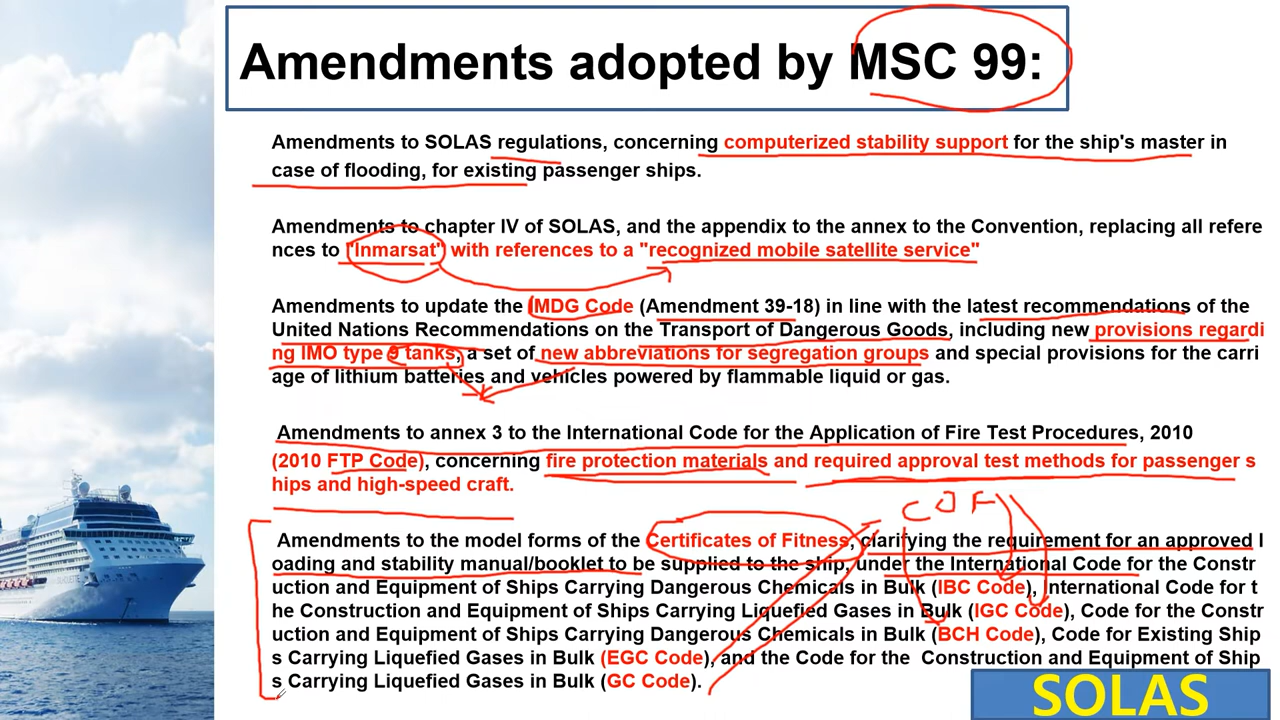 Amendments adopted by MSC 99:
Amendments to SOLAS regulations, concerning computerized stability support for the ship's master in
case of flooding, for existing passenger ships.
Amendments to chapter IV of SOLAS, and the appendix to the annex to the Convention, replacing all refere
nces to "Inmarsat" with references to a "recognized mobile satellite service"
Amendments to update the IMDG Code (Amendment 39-18) in line with the latest recommendations of the
United Nations Recommendations on the Transport of Dangerous Goods, including new provisions regardi
ng IMO type 9 tanks, a set of new abbreviations for segregation groups and special provisions for the carri
age of lithium batteries and vehicles powered by flammable liquid or gas.
Amendments to annex 3 to the International Code for the Application of Fire Test Procedures, 2010
(2010 FTP Code), concerning fire protection materials and required approval test methods for passenger s
hips and high-speed craft.
COF
Amendments to the model forms of the Certificates of Fitness, clarifying the requirement for an approved l
oading and stability manual/booklet to be supplied to the ship, under the International Code for the Constr
uction and Equipment of Ships Carrying Dangerous Chemicals in Bulk (IBC Code), International Code for t
he Construction and Equipment of Ships Carrying Liquefied Gases in Bulk (IGC Code), Code for the Constr
uction and Equipment of Ships Carrying Dangerous Chemicals in Bulk (BCH Code), Code for Existing Ship
s Carrying Liquefied Gases in Bulk (EGC Code), and the Code for the Construction and Equipment of Ship
s Carrying Liquefied Gases in Bulk (GC Code).
SOLAS